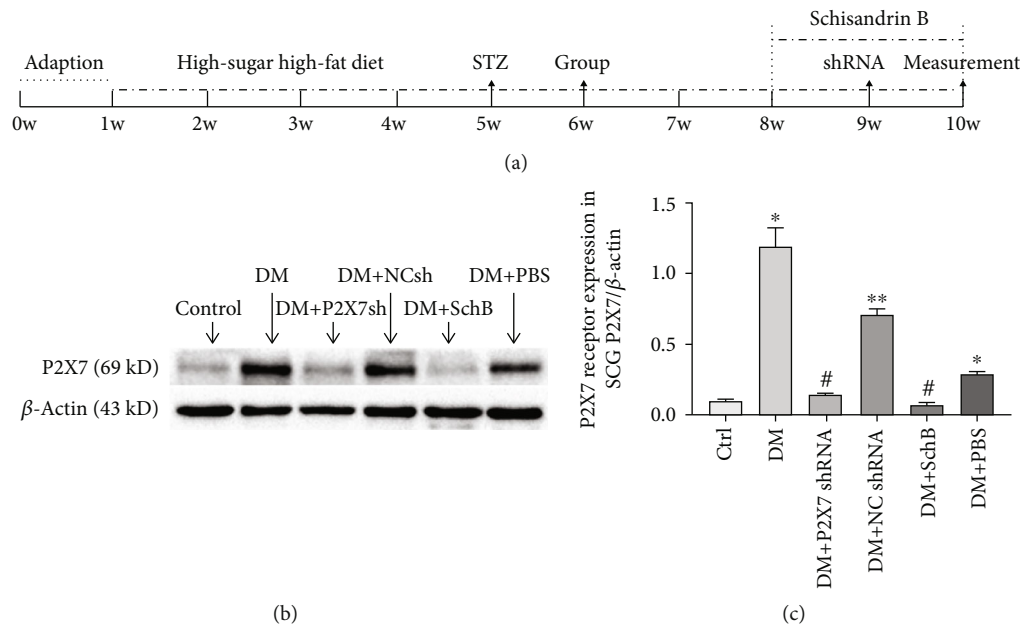 Schisandrin B
Adaption High-sugar high-fat diet STZ Group shRNA Measurement
0w 1w 2w 3w 4w 5w 6w 7w 8w 9w 10w
(a)
DM DM+NCsh DM+PBS
Control DM+P2X7sh DM+SchB
P2X7 (69 kD)
β-Actin (43 kD)
(b)
P2X7 receptor expression in
SCG P2X7/β-actin
1.5
1.0
0.5
0.0
* # ** # *
Ctrl
DM
DM+P2X7 shRNA
DM+NC shRNA
DM+SchB
DM+PBS
(c)